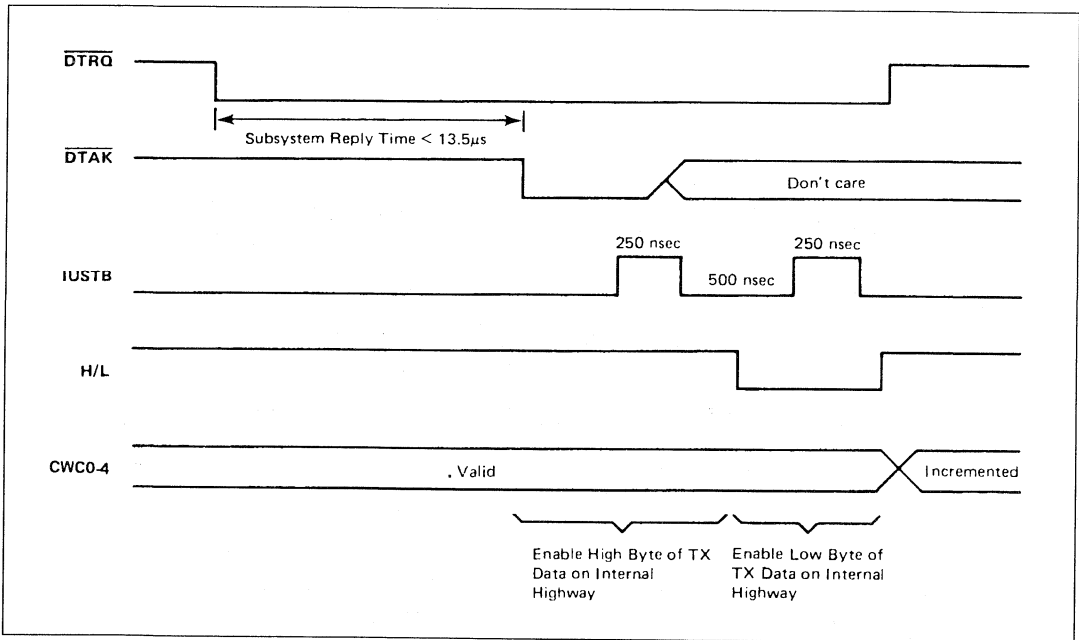 DTRQ
Subsystem Reply Time < 13.5µs
DTAK
Don't care
250 nsec
250 nsec
IUSTB
500 nsec
H/L
CWC0-4
. Valid
Incremented
Enable High Byte of TX
Data on Internal
Highway
Enable Low Byte of
TX Data on Internal
Highway